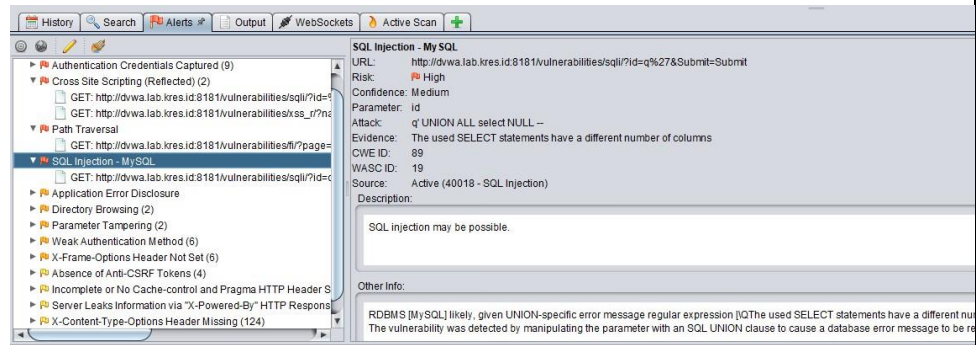 History Search Alerts Output WebSockets Active Scan
Authentication Credentials Captured (9)
Cross Site Scripting (Reflected) (2)
GET: http://dvwa.lab.kres.id:8181/vulnerabilities/sqli/?id=
GET: http://dvwa.lab.kres.id:8181/vulnerabilities/xss_r/?na
Path Traversal
GET: http://dvwa.lab.kres.id:8181/vulnerabilities/fi/?page=
SQL Injection - MySQL
GET: http://dvwa.lab.kres.id:8181/vulnerabilities/sqli/?id=
Application Error Disclosure
Directory Browsing (2)
Parameter Tampering (2)
Weak Authentication Method (6)
X-Frame-Options Header Not Set (6)
Absence of Anti-CSRF Tokens (4)
Incomplete or No Cache-control and Pragma HTTP Header S
Server Leaks Information via "X-Powered-By" HTTP Respons
X-Content-Type-Options Header Missing (124)
SQL Injection - MySQL
URL: http://dvwa.lab.kres.id:8181/vulnerabilities/sqli/?id=q%27&Submit=Submit
Risk: High
Confidence: Medium
Parameter: id
Attack: q' UNION ALL select NULL --
Evidence: The used SELECT statements have a different number of columns
CWE ID: 89
WASC ID: 19
Source: Active (40018 - SQL Injection)
Description:
SQL injection may be possible.
Other Info:
RDBMS [MySQL] likely, given UNION-specific error message regular expression [\QThe used SELECT statements have a different nu
The vulnerability was detected by manipulating the parameter with an SQL UNION clause to cause a database error message to be re